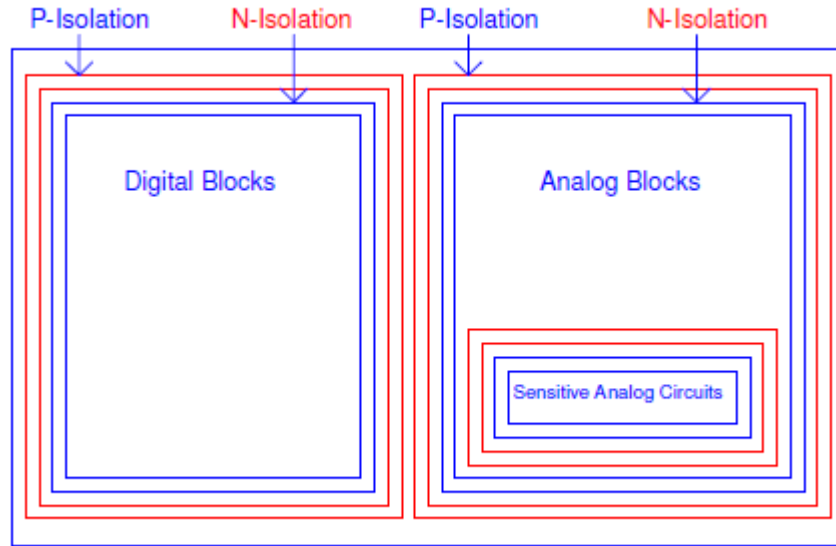 P-Isolation N-Isolation P-Isolation N-Isolation
Digital Blocks
Analog Blocks
Sensitive Analog Circuits